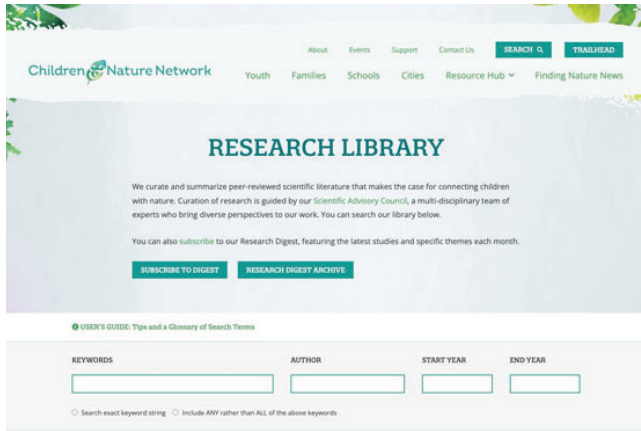 About Events Support Contact Us SEARCH TRAILHEAD
Children & Nature Network
Youth Families Schools Cities Resource Hub Finding Nature News
RESEARCH LIBRARY
We curate and summarize peer-reviewed scientific literature that makes the case for connecting children
with nature. Curation of research is guided by our Scientific Advisory Council, a multi-disciplinary team of
experts who bring diverse perspectives to our work. You can search our library below.
You can also subscribe to our Research Digest, featuring the latest studies and specific themes each month.
SUBSCRIBE TO DIGEST RESEARCH DIGEST ARCHIVE
USER'S GUIDE: Tips and a Glossary of Search Terms
KEYWORDS AUTHOR START YEAR END YEAR
Search exact keyword string Include ANY rather than ALL of the above keywords